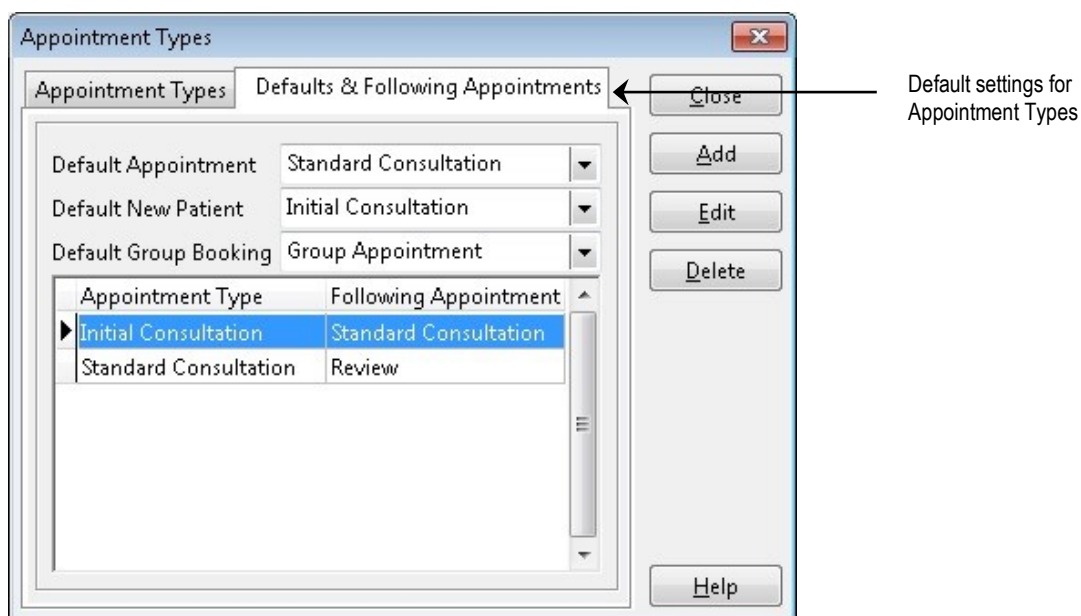 Appointment Types
Appointment Types Defaults & Following Appointments
Close
Default settings for
Appointment Types
Default Appointment Standard Consultation
Add
Default New Patient Initial Consultation
Edit
Default Group Booking Group Appointment
Delete
Appointment Type Following Appointment
Initial Consultation Standard Consultation
Standard Consultation Review
Help